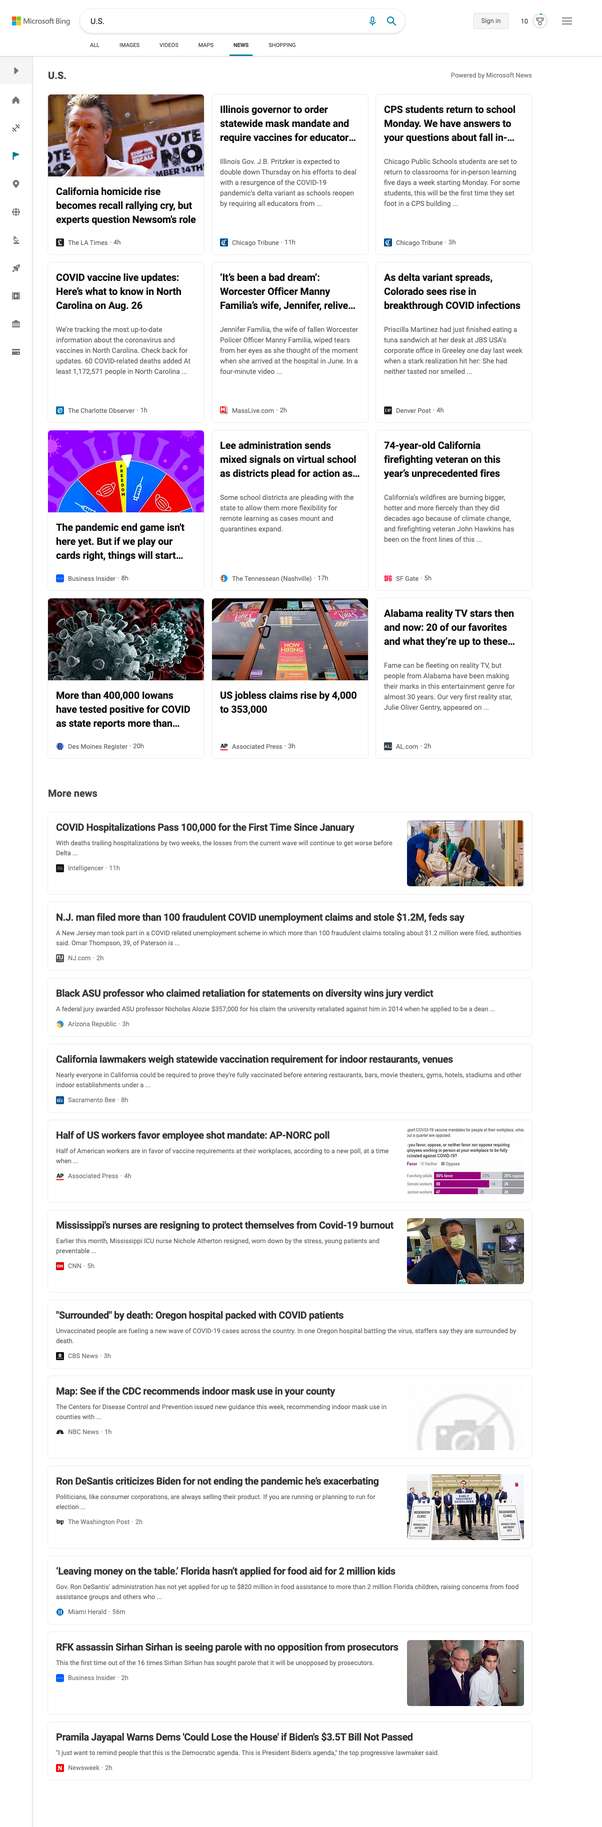 Microsoft Bing
U.S.
Sign in
10
ALL
IMAGES
VIDEOS
MAPS
NEWS
SHOPPING
U.S.
Powered by Microsoft News
VOTE
NO
California homicide rise
becomes recall rallying cry, but
experts question Newsom's role
The LA Times · 4h
Illinois governor to order
statewide mask mandate and
require vaccines for educator...
Illinois Gov. J.B. Pritzker is expected to
double down Thursday on his efforts to deal
with a resurgence of the COVID-19
pandemic's delta variant as schools reopen
by requiring all educators from ...
Chicago Tribune · 11h
CPS students return to school
Monday. We have answers to
your questions about fall in-...
Chicago Public Schools students are set to
return to classrooms for in-person learning
five days a week starting Monday. For some
students, this will be the first time they set
foot in a CPS building ...
Chicago Tribune · 3h
COVID vaccine live updates:
Here's what to know in North
Carolina on Aug. 26
We're tracking the most up-to-date
information about the coronavirus and
vaccines in North Carolina. Check back for
updates. 60 COVID-related deaths added At
least 1,172,571 people in North Carolina ...
The Charlotte Observer · 1h
'It's been a bad dream':
Worcester Officer Manny
Familia's wife, Jennifer, relive...
Jennifer Familia, the wife of fallen Worcester
Policer Officer Manny Familia, wiped tears
from her eyes as she thought of the moment
when she arrived at the hospital in June. In a
four-minute video ...
MassLive.com · 2h
As delta variant spreads,
Colorado sees rise in
breakthrough COVID infections
Priscilla Martinez had just finished eating a
tuna sandwich at her desk at JBS USA's
corporate office in Greeley one day last week
when a stark realization hit her: She had
neither tasted nor smelled ...
Denver Post · 4h
FREEDOM
The pandemic end game isn't
here yet. But if we play our
cards right, things will start...
Business Insider · 8h
Lee administration sends
mixed signals on virtual school
as districts plead for action as...
Some school districts are pleading with the
state to allow them more flexibility for
remote learning as cases mount and
quarantines expand.
The Tennessean (Nashville) · 17h
74-year-old California
firefighting veteran on this
year's unprecedented fires
California's wildfires are burning bigger,
hotter and more fiercely than they did
decades ago because of climate change,
and firefighting veteran John Hawkins has
been on the front lines of this ...
SF Gate · 5h
More than 400,000 Iowans
have tested positive for COVID
as state reports more than...
Des Moines Register · 20h
NOW
HIRING
US jobless claims rise by 4,000
to 353,000
AP
Associated Press · 3h
Alabama reality TV stars then
and now: 20 of our favorites
and what they're up to these...
Fame can be fleeting on reality TV, but
people from Alabama have been making
their marks in this entertainment genre for
almost 30 years. Our very first reality star,
Julie Oliver Gentry, appeared on ...
AL.com · 2h
More news
COVID Hospitalizations Pass 100,000 for the First Time Since January
With deaths trailing hospitalizations by two weeks, the losses from the current wave will continue to get worse before
Delta ...
Intelligencer · 11h
N.J. man filed more than 100 fraudulent COVID unemployment claims and stole $1.2M, feds say
A New Jersey man took part in a COVID related unemployment scheme in which more than 100 fraudulent claims totaling about $1.2 million were filed, authorities
said. Omar Thompson, 39, of Paterson is ...
NJ.com · 2h
Black ASU professor who claimed retaliation for statements on diversity wins jury verdict
A federal jury awarded ASU professor Nicholas Alozie $357,000 for his claim the university retaliated against him in 2014 when he applied to be a dean ...
Arizona Republic · 3h
California lawmakers weigh statewide vaccination requirement for indoor restaurants, venues
Nearly everyone in California could be required to prove they're fully vaccinated before entering restaurants, bars, movie theaters, gyms, hotels, stadiums and other
indoor establishments under a ...
Sacramento Bee · 8h
Half of US workers favor employee shot mandate: AP-NORC poll
Half of American workers are in favor of vaccine requirements at their workplaces, according to a new poll, at a time
when ...
AP
Associated Press · 4h
Mississippi's nurses are resigning to protect themselves from Covid-19 burnout
Earlier this month, Mississippi ICU nurse Nichole Atherton resigned, worn down by the stress, young patients and
preventable ...
CNN · 5h
"Surrounded" by death: Oregon hospital packed with COVID patients
Unvaccinated people are fueling a new wave of COVID-19 cases across the country. In one Oregon hospital battling the virus, staffers say they are surrounded by
death.
CBS News · 3h
Map: See if the CDC recommends indoor mask use in your county
The Centers for Disease Control and Prevention issued new guidance this week, recommending indoor mask use in
counties with ...
NBC News · 1h
Ron DeSantis criticizes Biden for not ending the pandemic he's exacerbating
Politicians, like consumer corporations, are always selling their product. If you are running or planning to run for
election ...
The Washington Post · 2h
'Leaving money on the table.' Florida hasn't applied for food aid for 2 million kids
Gov. Ron DeSantis' administration has not yet applied for up to $820 million in food assistance to more than 2 million Florida children, raising concerns from food
assistance groups and others who ...
Miami Herald · 56m
RFK assassin Sirhan Sirhan is seeing parole with no opposition from prosecutors
This the first time out of the 16 times Sirhan Sirhan has sought parole that it will be unopposed by prosecutors.
Business Insider · 2h
Pramila Jayapal Warns Dems 'Could Lose the House' if Biden's $3.5T Bill Not Passed
"I just want to remind people that this is the Democratic agenda. This is President Biden's agenda," the top progressive lawmaker said.
N
Newsweek · 2h